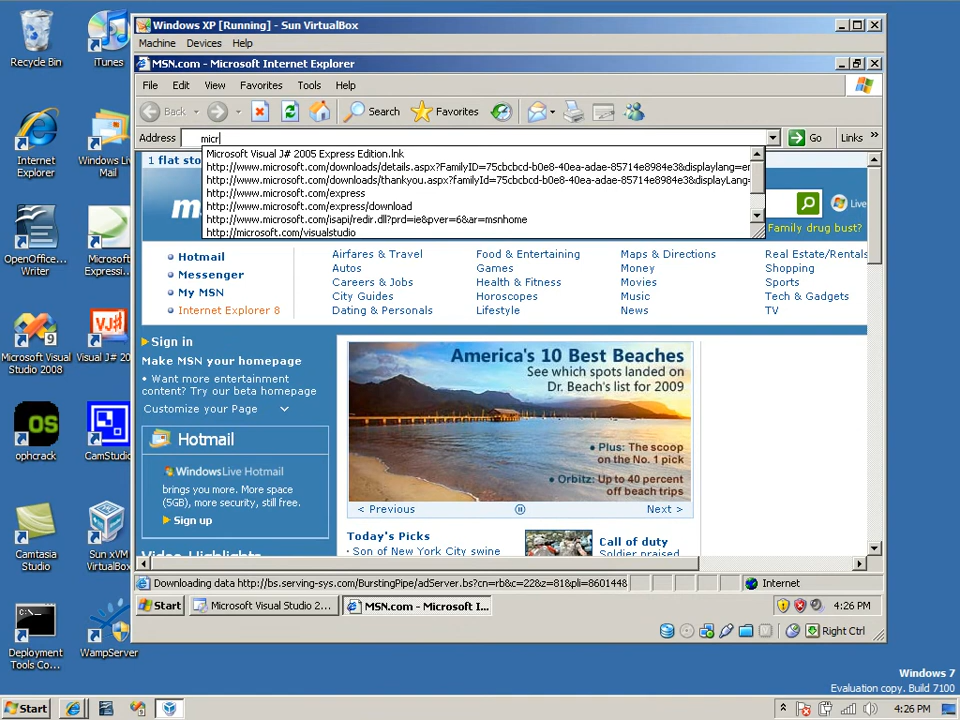 Recycle Bin
iTunes
Internet
Explorer
Windows Li
Mail
OpenOffice...
Writer
Microsoft
Expressi...
Microsoft Visual
Studio 2008
Visual J# 20
ophcrack
CamStudio
Camtasia
Studio
Sun xVM
VirtualBox
Deployment
Tools Co...
WampServer
Windows XP [Running] - Sun VirtualBox
Machine Devices Help
MSN.com - Microsoft Internet Explorer
File Edit View Favorites Tools Help
Back Search Favorites
Address micr Go Links »
Microsoft Visual J# 2005 Express Edition.lnk
http://www.microsoft.com/downloads/details.aspx?FamilyID=75cbcbcd-b0e8-40ea-adae-85714e8984e3&displaylang=en
http://www.microsoft.com/downloads/thankyou.aspx?familyId=75cbcbcd-b0e8-40ea-adae-85714e8984e3&displayLang=
http://www.microsoft.com/express
http://www.microsoft.com/express/download
http://www.microsoft.com/isapi/redir.dll?prd=ie&pver=6&ar=msnhome
http://microsoft.com/visualstudio
1 flat sto
m
Live
Family drug bust?
Hotmail
Messenger
My MSN
Internet Explorer 8
Airfares & Travel Food & Entertaining Maps & Directions Real Estate/Rentals
Autos Games Money Shopping
Careers & Jobs Health & Fitness Movies Sports
City Guides Horoscopes Music Tech & Gadgets
Dating & Personals Lifestyle News TV
Sign in
Make MSN your homepage
• Want more entertainment
content? Try our beta homepage
Customize your Page
Hotmail
WindowsLive Hotmail
brings you more. More space
(5GB), more security, still free.
Sign up
Video Highlights
America's 10 Best Beaches
See which spots landed on
Dr. Beach's list for 2009
• Plus: The scoop
on the No. 1 pick
• Orbitz: Up to 40 percent
off beach trips
< Previous Next >
Today's Picks
• Son of New York City swine
Call of duty
Soldier praised
Downloading data http://bs.serving-sys.com/BurstingPipe/adServer.bs?cn=rb&c=22&z=81&pli=8601448
Internet
Start Microsoft Visual Studio 2... MSN.com - Microsoft I... 4:26 PM
Right Ctrl
Windows 7
Evaluation copy. Build 7100
Start 4:26 PM